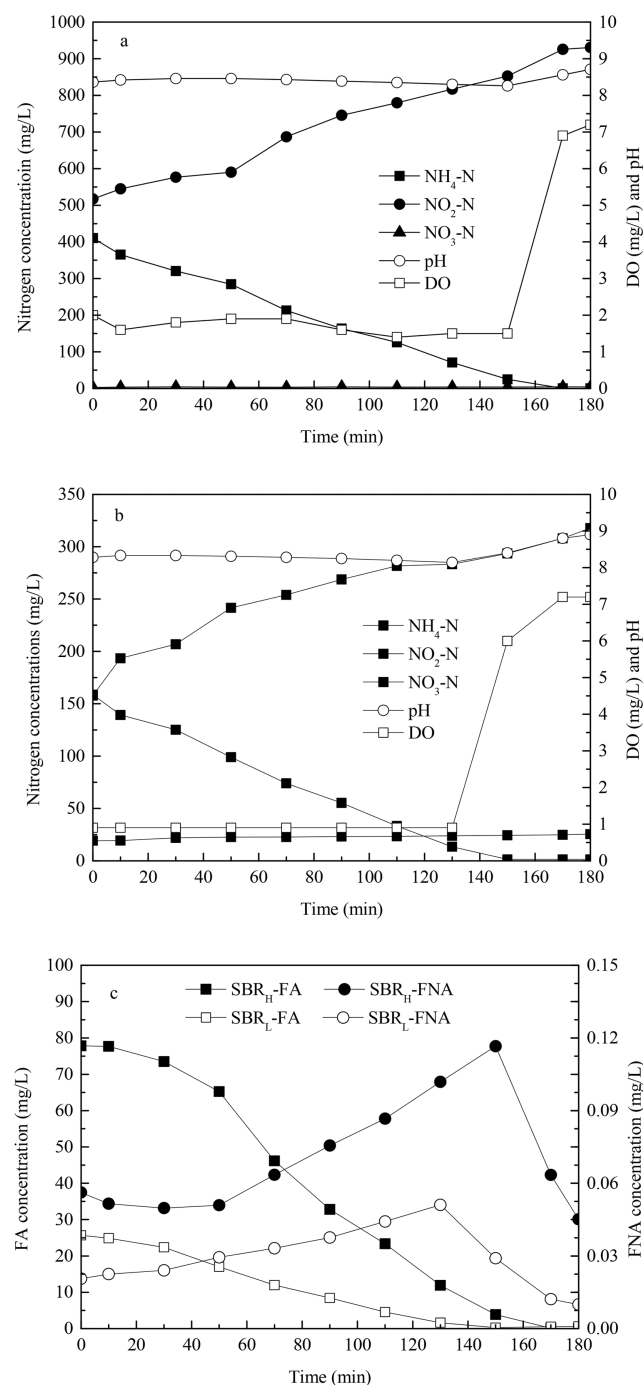 a
1000
900
800
700
600
500
400
300
200
100
0
10
9
8
7
6
5
4
3
2
1
0
Nitrogen concentratioin (mg/L)
DO (mg/L) and pH
NH4-N
NO2-N
NO3-N
pH
DO
0 20 40 60 80 100 120 140 160 180
Time (min)
b
350
300
250
200
150
100
50
0
10
9
8
7
6
5
4
3
2
1
0
Nitrogen concentrations (mg/L)
DO (mg/L) and pH
NH4-N
NO2-N
NO3-N
pH
DO
0 20 40 60 80 100 120 140 160 180
Time (min)
c
100
90
80
70
60
50
40
30
20
10
0
0.15
0.12
0.09
0.06
0.03
0.00
FA concentration (mg/L)
FNA concentration (mg/L)
SBRH-FA SBRH-FNA
SBRL-FA SBRL-FNA
0 20 40 60 80 100 120 140 160 180
Time (min)